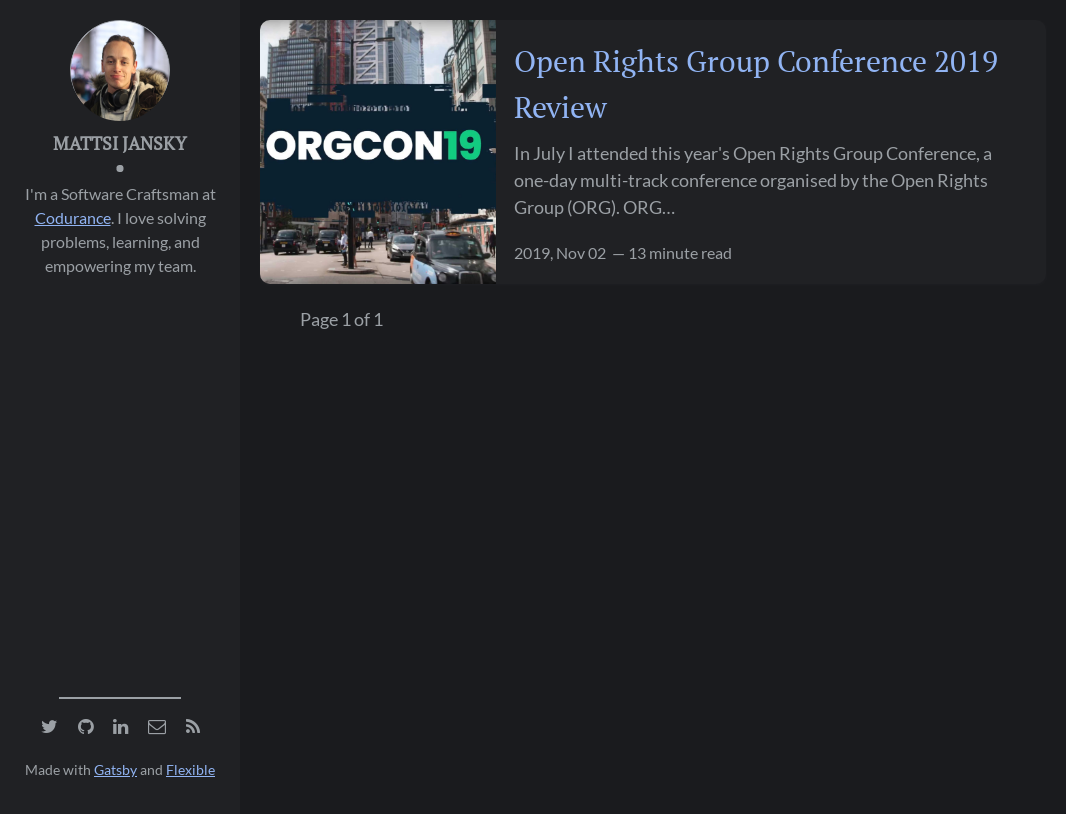 MATTSI JANSKY
I'm a Software Craftsman at
Codurance. I love solving
problems, learning, and
empowering my team.
Made with Gatsby and Flexible
ORGCON19
Open Rights Group Conference 2019
Review
In July I attended this year's Open Rights Group Conference, a
one-day multi-track conference organised by the Open Rights
Group (ORG). ORG…
2019, Nov 02 — 13 minute read
Page 1 of 1